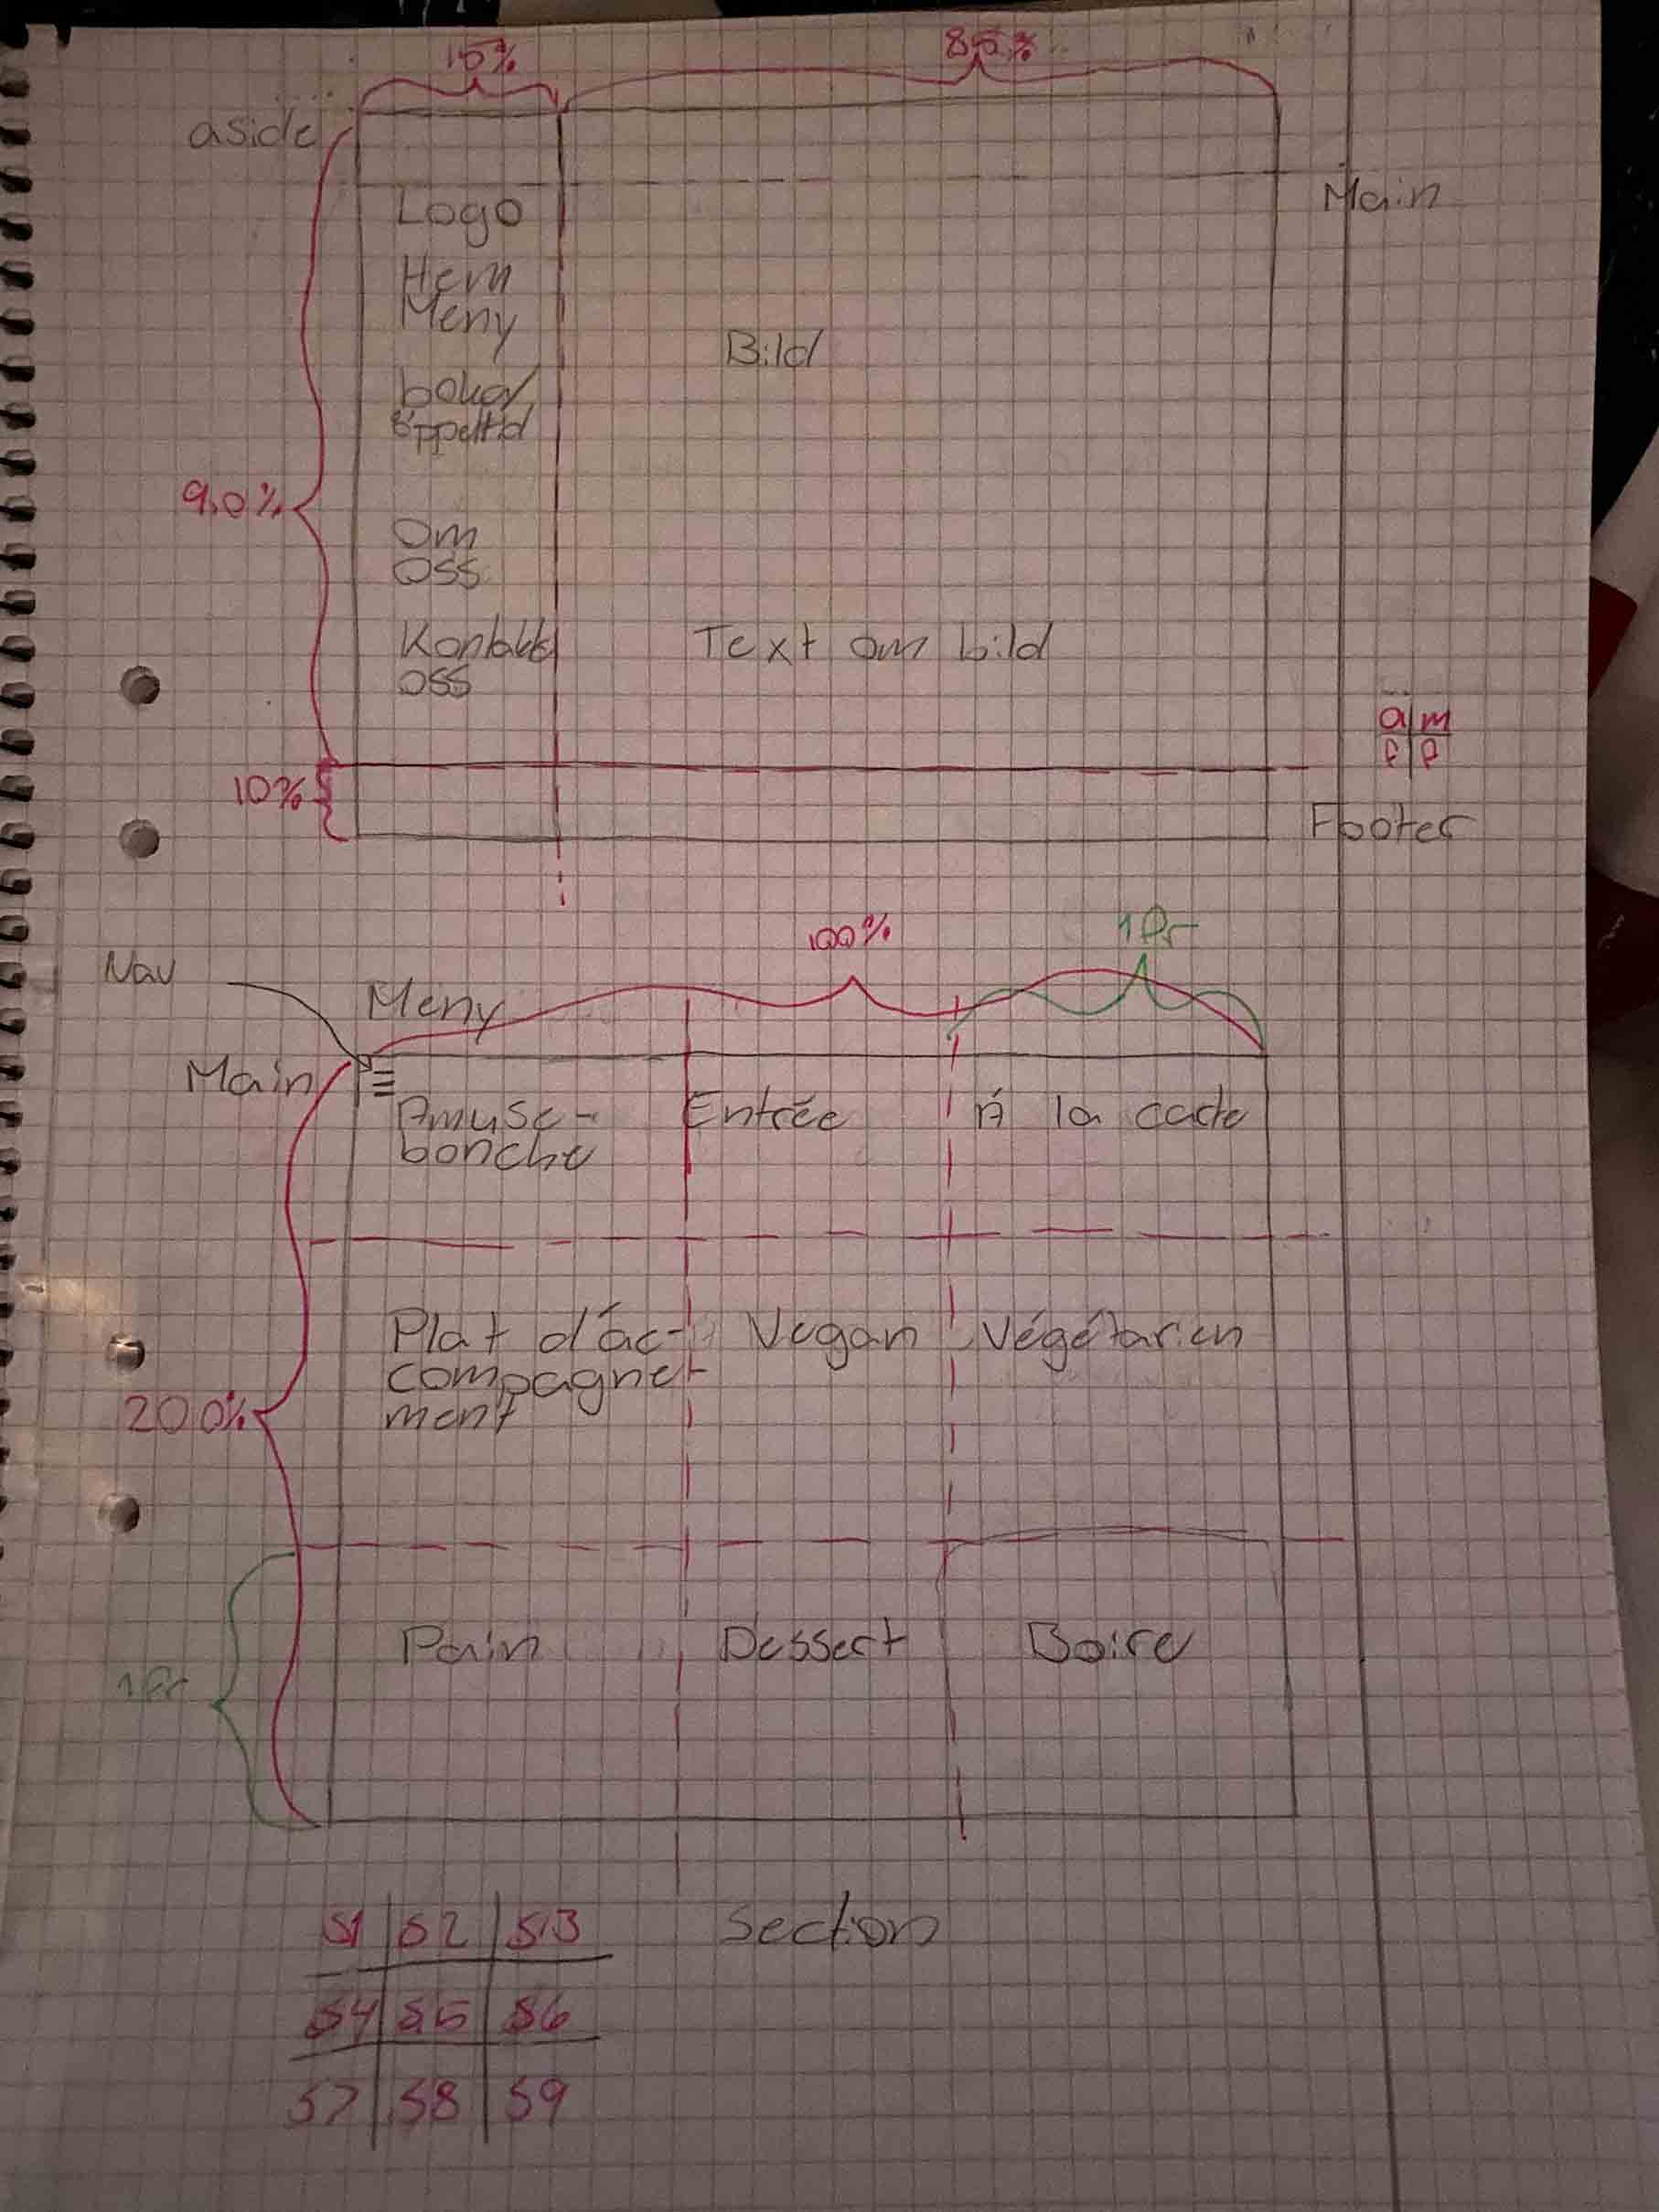 15%
85%
aside
Main
Logo
Hem
Meny
Bild
boka/
öppettid
90%
Om
oss
Kontakt
oss
Text om bild
a m
f f
10%
Footer
Nav
Meny
100%
1fr
Main
Amuse-
bonche
Entrée
Á la carte
Plat d'ac-
compagne-
ment
Vegan
Végétarien
200%
Pain
Dessert
Boire
1fr
S1 S2 S3
Section
S4 S5 S6
S7 S8 S9